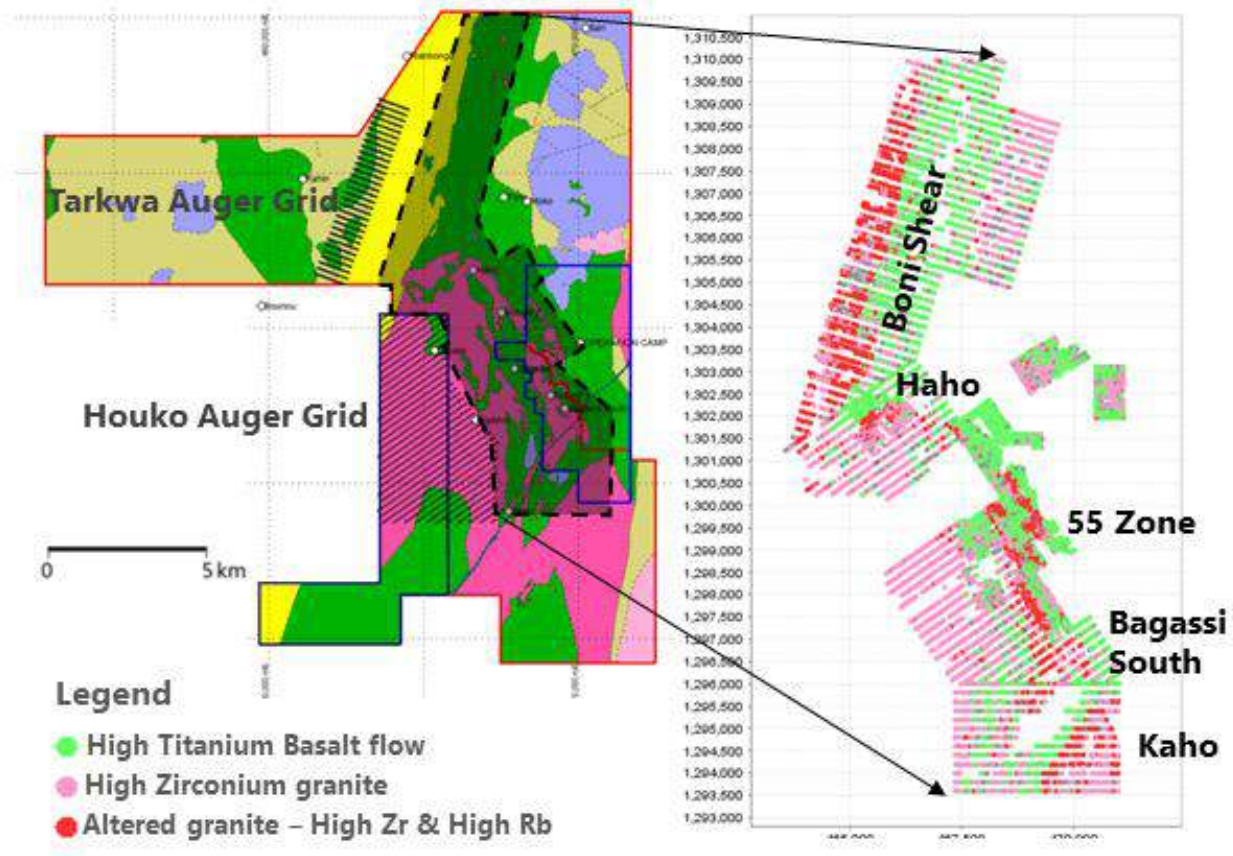 Tarkwa Auger Grid
Houko Auger Grid
0
5 km
Legend
High Titanium Basalt flow
High Zirconium granite
Altered granite – High Zr & High Rb
1,310,500
1,310,000
1,309,500
1,309,000
1,308,500
1,308,000
1,307,500
1,307,000
1,306,500
1,306,000
1,305,500
1,305,000
1,304,500
1,304,000
1,303,500
1,303,000
1,302,500
1,302,000
1,301,500
1,301,000
1,300,500
1,300,000
1,299,500
1,299,000
1,298,500
1,298,000
1,297,500
1,297,000
1,296,500
1,296,000
1,295,500
1,295,000
1,294,500
1,294,000
1,293,500
1,293,000
Boni Shear
Haho
55 Zone
Bagassi
South
Kaho